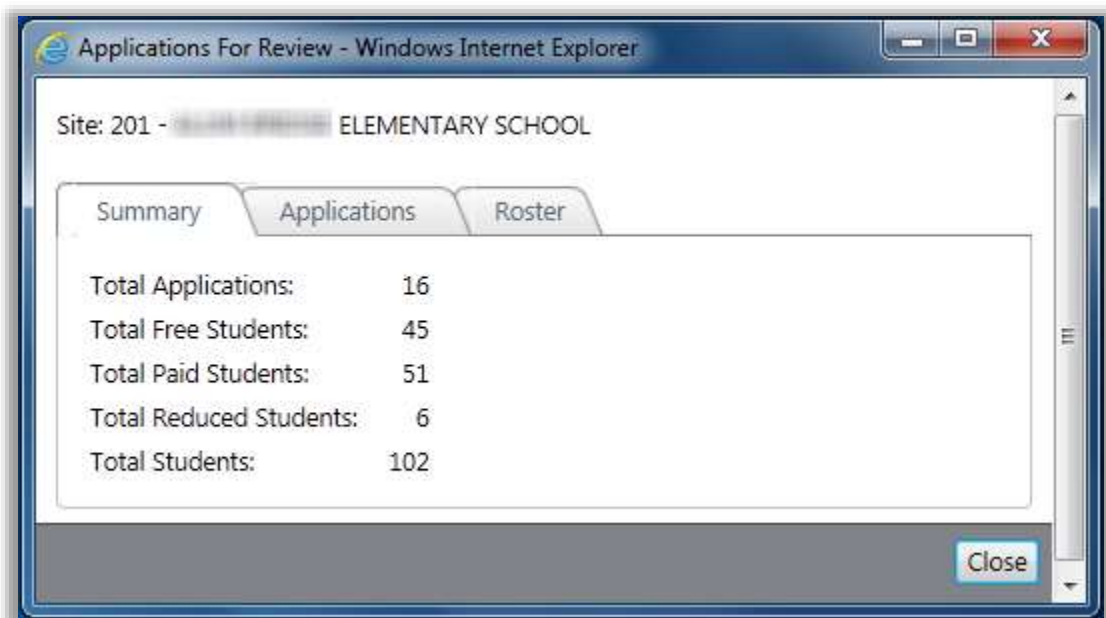 Applications For Review - Windows Internet Explorer
Site: 201 - ELEMENTARY SCHOOL
Summary Applications Roster
Total Applications: 16
Total Free Students: 45
Total Paid Students: 51
Total Reduced Students: 6
Total Students: 102
Close